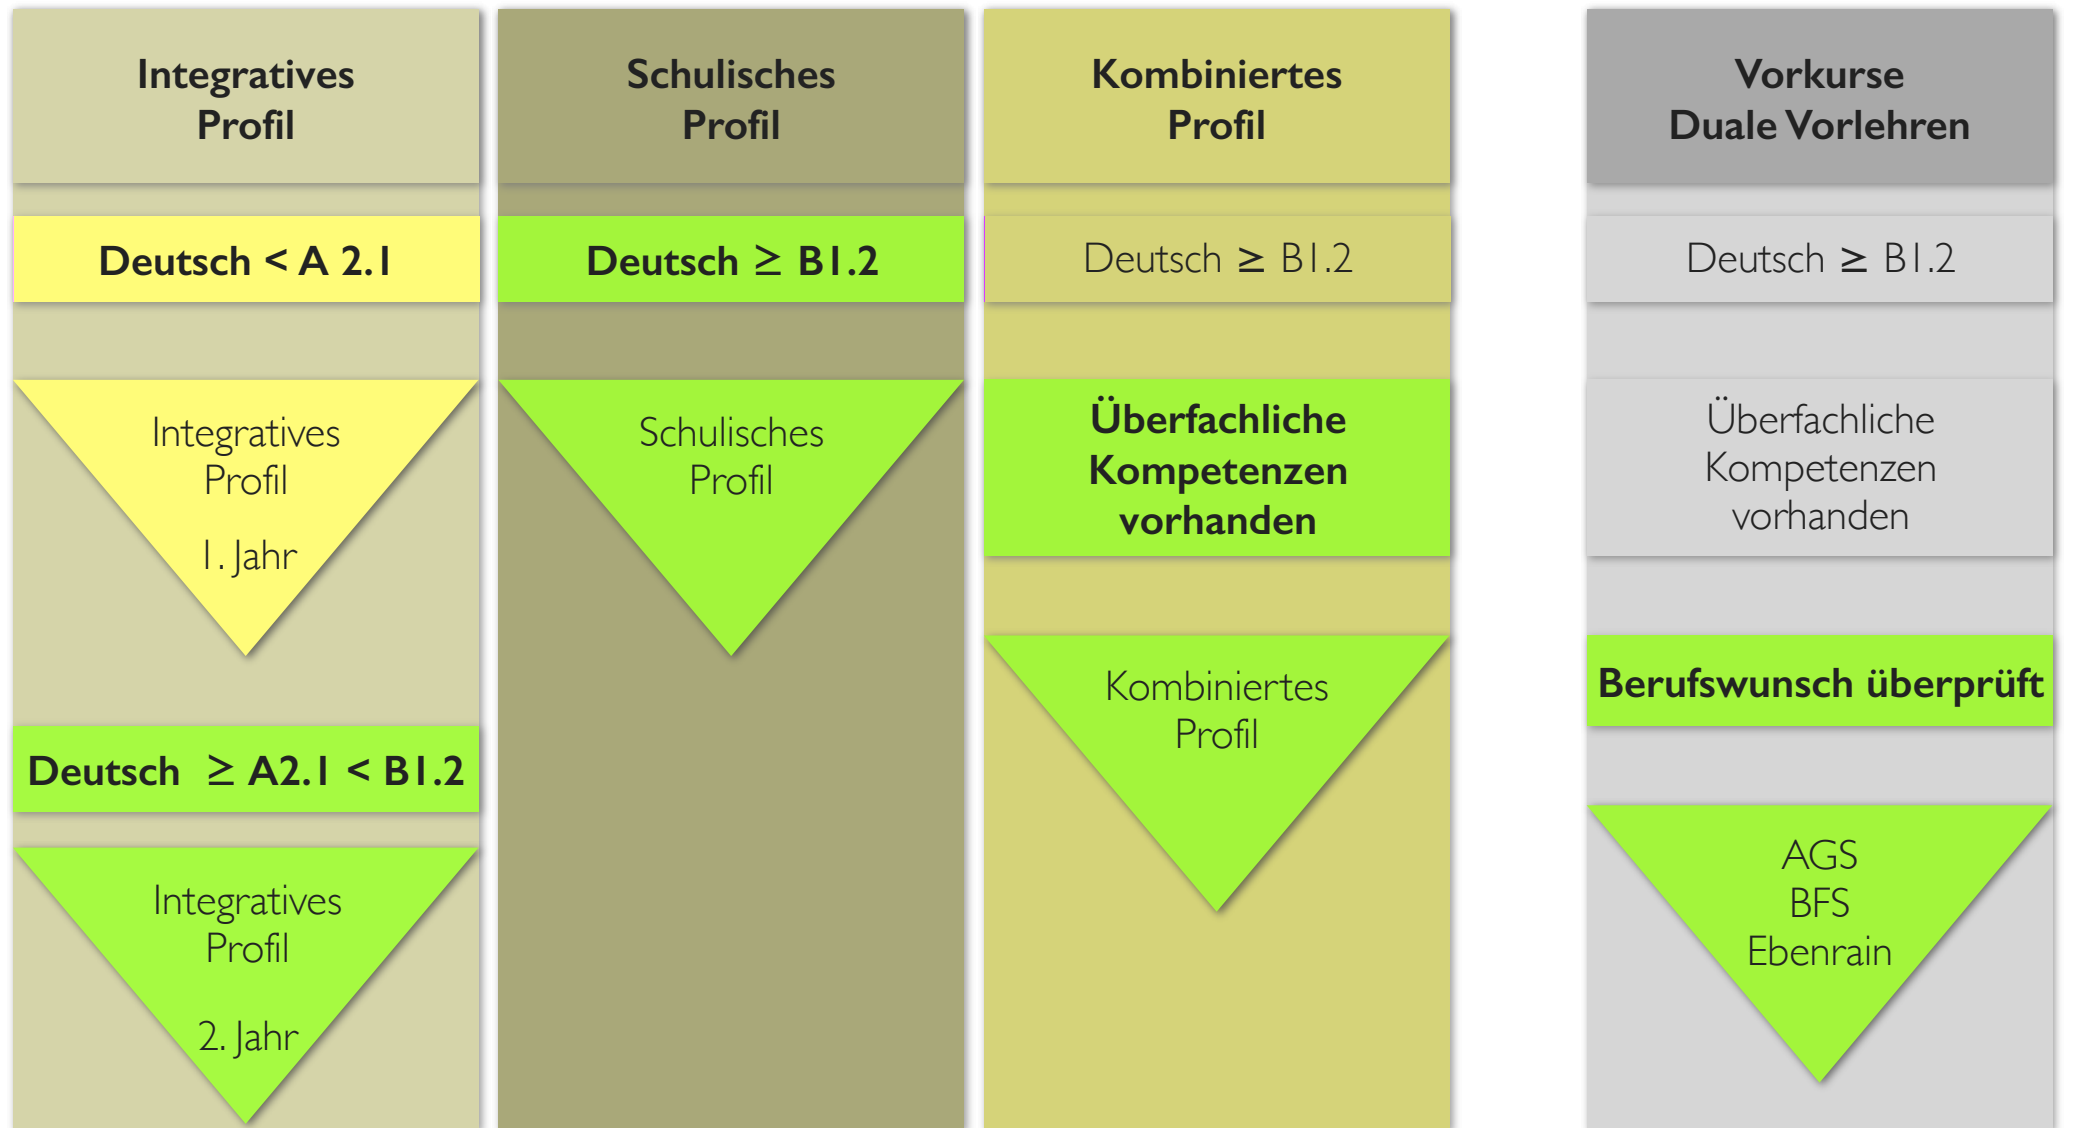 Integratives
Profil
Deutsch < A 2.1
Integratives
Profil
1. Jahr
Deutsch ≥ A2.1 < B1.2
Integratives
Profil
2. Jahr
Schulisches
Profil
Deutsch ≥ B1.2
Schulisches
Profil
Kombiniertes
Profil
Deutsch ≥ B1.2
Überfachliche
Kompetenzen
vorhanden
Kombiniertes
Profil
Vorkurse
Duale Vorlehren
Deutsch ≥ B1.2
Überfachliche
Kompetenzen
vorhanden
Berufswunsch überprüft
AGS
BFS
Ebenrain